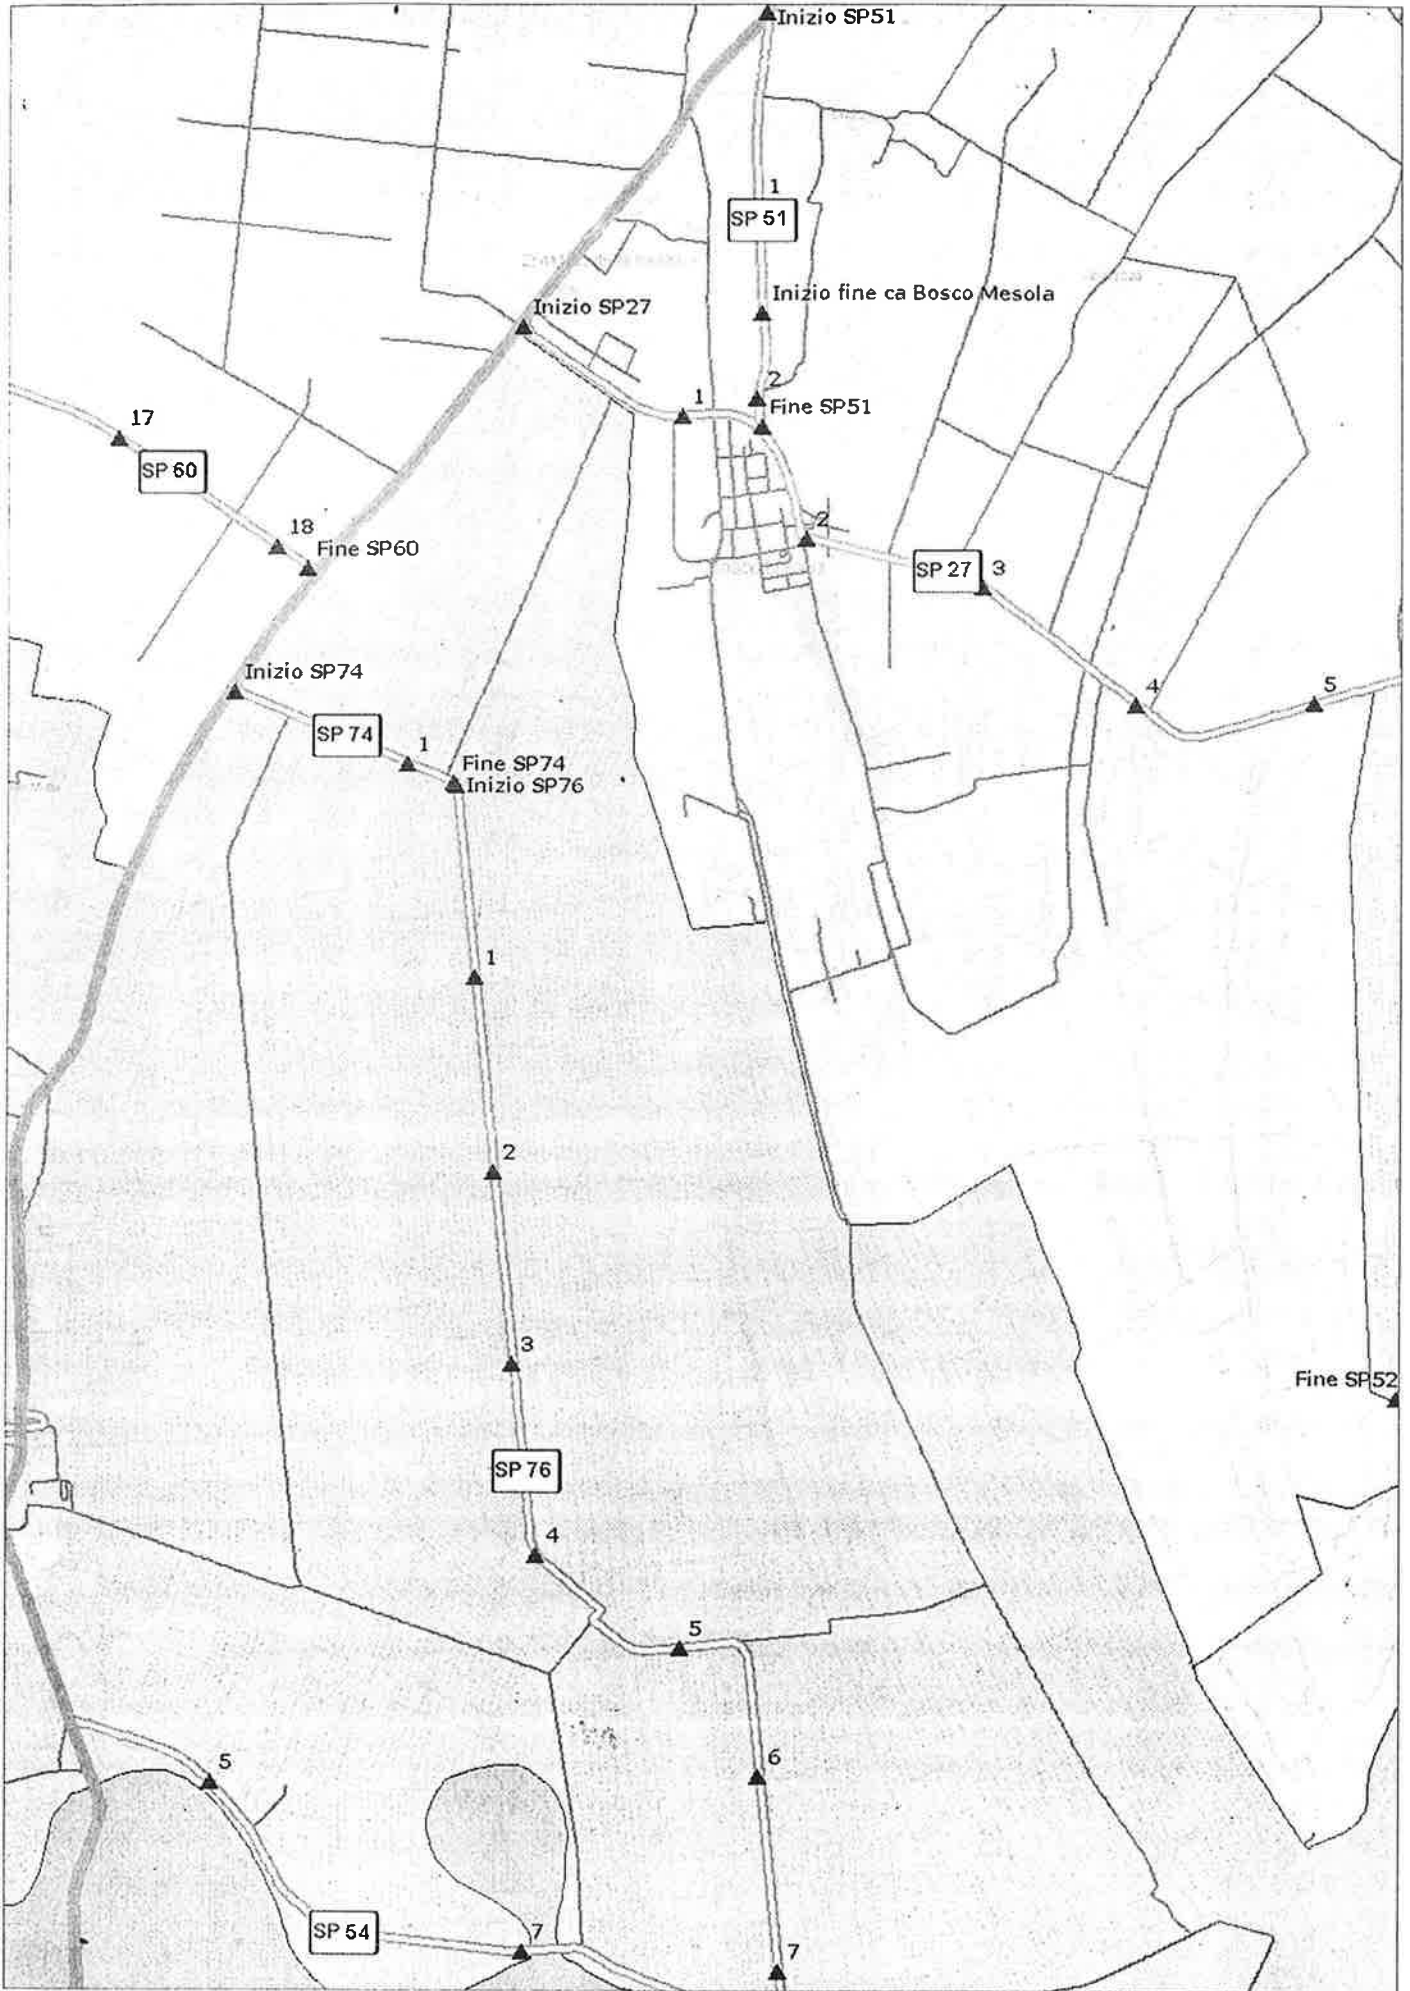 Inizio SP51
1
SP 51
Inizio fine ca Bosco Mesola
Inizio SP27
2
1
Fine SP51
17
SP 60
18
Fine SP60
2
SP 27
3
Inizio SP74
4
5
SP 74
1
Fine SP74
Inizio SP76
1
2
3
Fine SP52
SP 76
4
5
6
5
SP 54
7
7